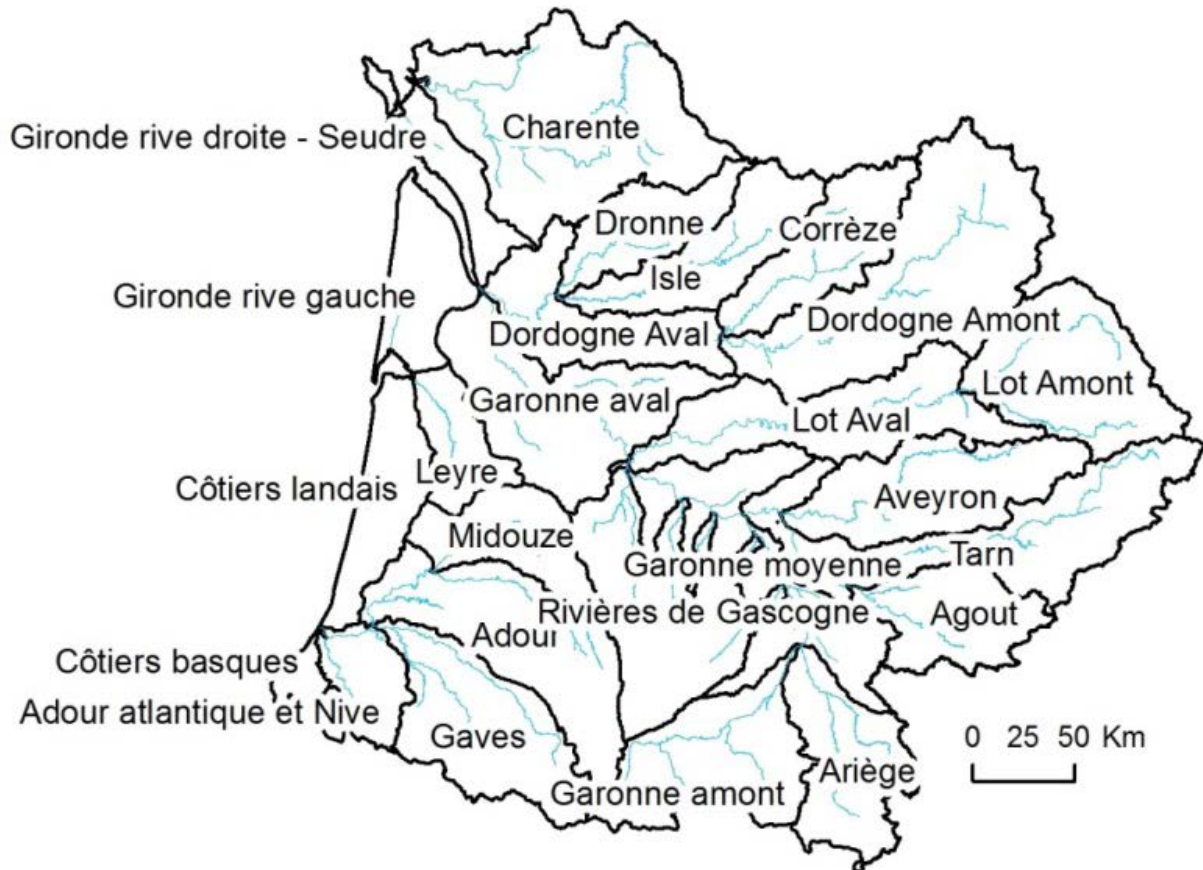 Charente
Gironde rive droite - Seudre
Dronne
Corrèze
Isle
Gironde rive gauche
Dordogne Aval
Dordogne Amont
Lot Amont
Garonne aval
Lot Aval
Leyre
Côtiers landais
Aveyron
Midouze
Garonne moyenne
Tarn
Rivières de Gascogne
Agout
Adour
Côtiers basques
Adour atlantique et Nive
Gaves
0 25 50 Km
Ariège
Garonne amont